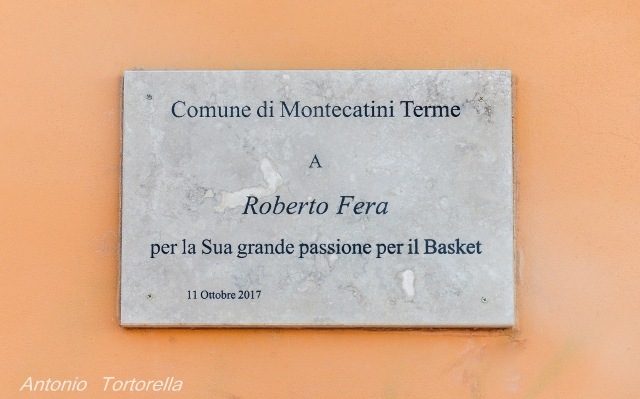 Comune di Montecatini Terme
A
Roberto Fera
per la Sua grande passione per il Basket
11 Ottobre 2017
Antonio Tortorella